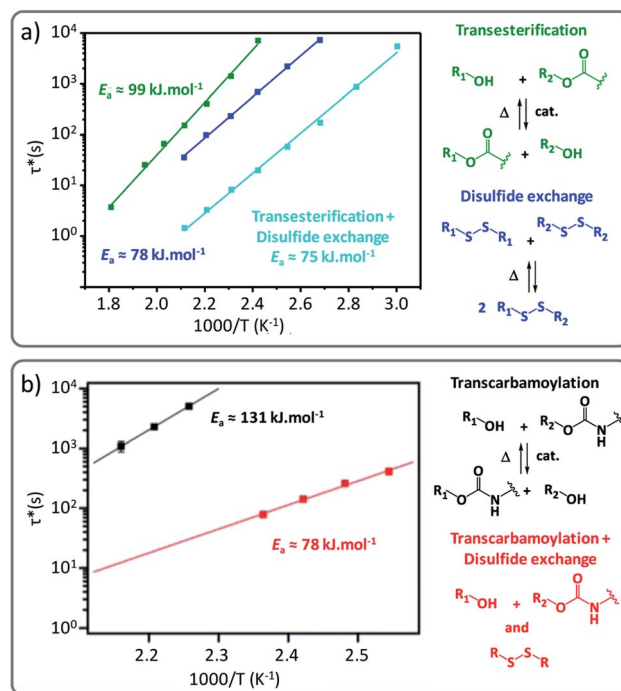 a)
10⁴
10³
10²
10¹
10⁰
τ*(s)
Eₐ ≈ 99 kJ.mol⁻¹
Eₐ ≈ 78 kJ.mol⁻¹
Transesterification +
Disulfide exchange
Eₐ ≈ 75 kJ.mol⁻¹
1.8 2.0 2.2 2.4 2.6 2.8 3.0
1000/T (K⁻¹)
Transesterification
R₁ OH + R₂ O O
Δ cat.
R₁ O O + R₂ OH
Disulfide exchange
R₁ S S R₁ + R₂ S S R₂
Δ
2 R₁ S S R₂
b)
10⁴
10³
10²
10¹
10⁰
τ*(s)
Eₐ ≈ 131 kJ.mol⁻¹
Eₐ ≈ 78 kJ.mol⁻¹
2.2 2.3 2.4 2.5
1000/T (K⁻¹)
Transcarbamoylation
R₁ OH + R₂ O O N H
Δ cat.
R₁ O O N H + R₂ OH
Transcarbamoylation +
Disulfide exchange
R₁ OH + R₂ O O N H
and
R S S R